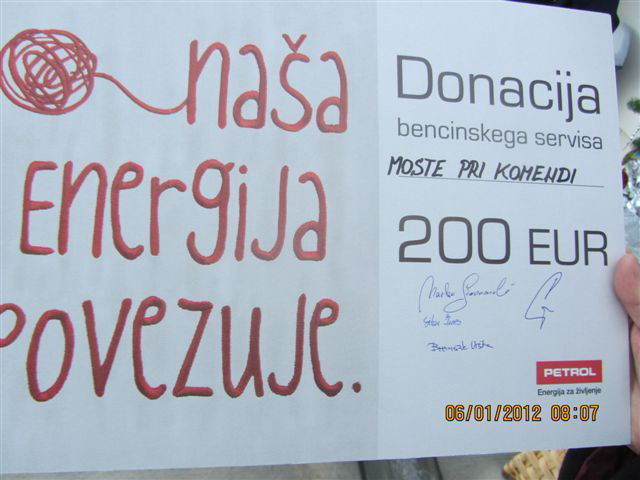 naša
Energija
povezuje.
Donacija
bencinskega servisa
MOSTE PRI KOMENDI
200 EUR
PETROL
Energija za življenje
06/01/2012 08:07